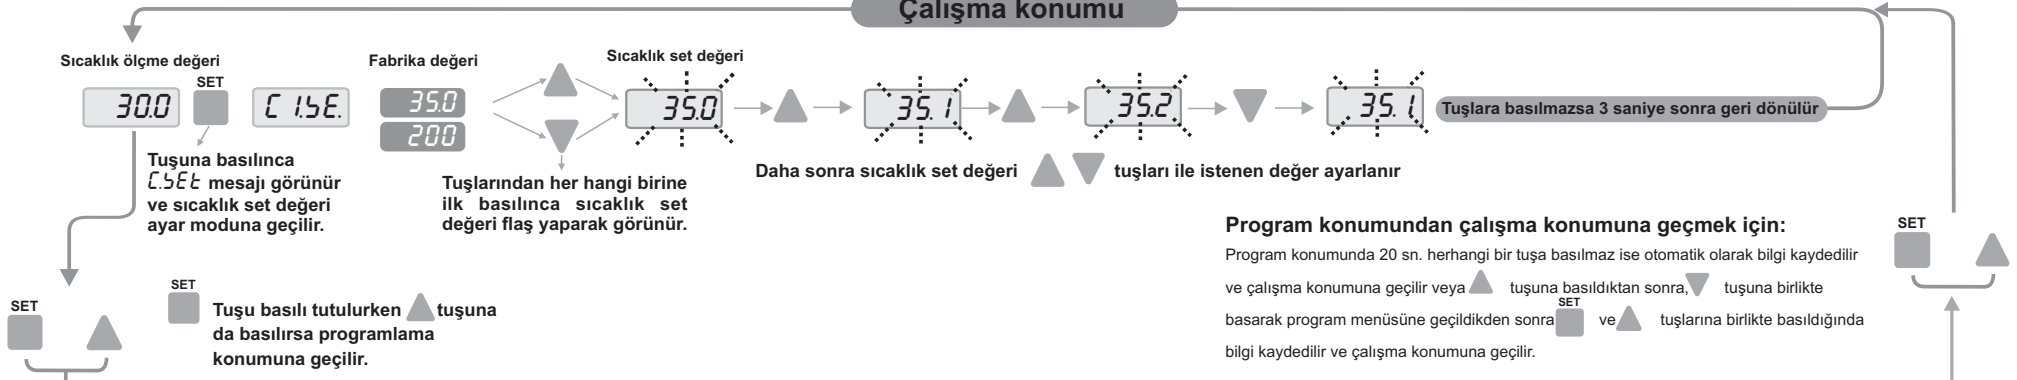 Çalışma konumu
Sıcaklık ölçme değeri
Fabrika değeri
Sıcaklık set değeri
SET
30.0
C 1.SE.
35.0
20.0
35.0
35.1
35.2
35.1
Tuşlara basılmazsa 3 saniye sonra geri dönülür
Tuşuna basılınca
C.SEt mesajı görünür
ve sıcaklık set değeri
ayar moduna geçilir.
Tuşlarından her hangi birine
ilk basılınca sıcaklık set
değeri flaş yaparak görünür.
Daha sonra sıcaklık set değeri tuşları ile istenen değer ayarlanır
Program konumundan çalışma konumuna geçmek için:
Program konumunda 20 sn. herhangi bir tuşa basılmaz ise otomatik olarak bilgi kaydedilir
ve çalışma konumuna geçilir veya tuşuna basıldıktan sonra, tuşuna birlikte
SET
basarak program menüsüne geçildikden sonra ve tuşlarına birlikte basıldığında
bilgi kaydedilir ve çalışma konumuna geçilir.
SET
SET
SET
Tuşu basılı tutulurken tuşuna
da basılırsa programlama
konumuna geçilir.